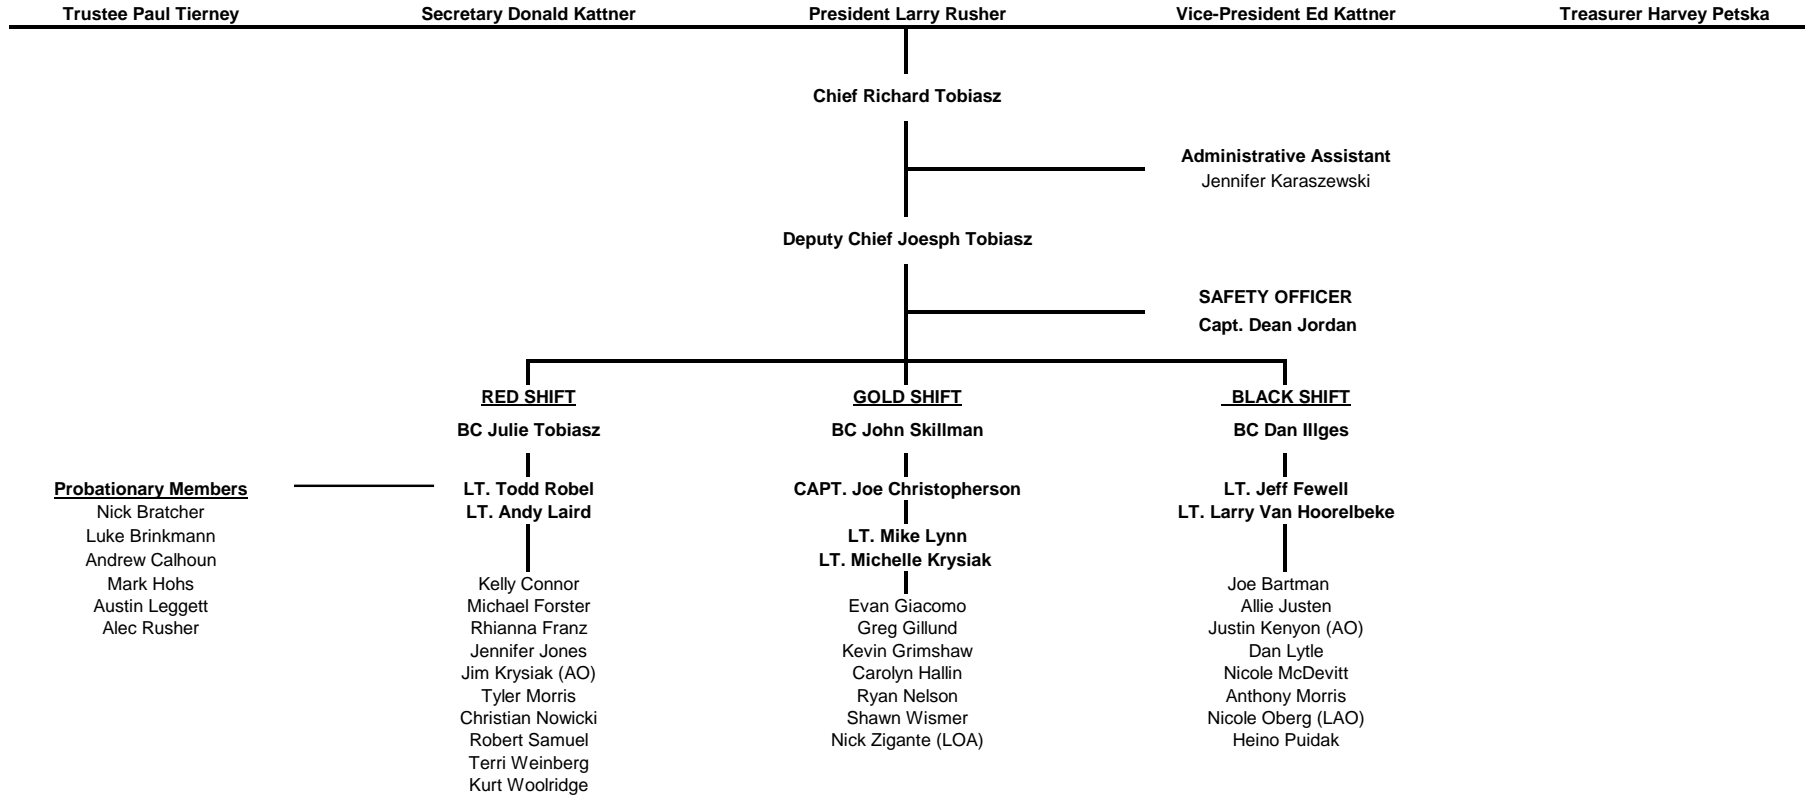 Trustee Paul Tierney
Secretary Donald Kattner
President Larry Rusher
Vice-President Ed Kattner
Treasurer Harvey Petska
Chief Richard Tobiasz
Administrative Assistant
Jennifer Karaszewski
Deputy Chief Joesph Tobiasz
SAFETY OFFICER
Capt. Dean Jordan
Probationary Members
Nick Bratcher
Luke Brinkmann
Andrew Calhoun
Mark Hohs
Austin Leggett
Alec Rusher
RED SHIFT
BC Julie Tobiasz
LT. Todd Robel
LT. Andy Laird
Kelly Connor
Michael Forster
Rhianna Franz
Jennifer Jones
Jim Krysiak (AO)
Tyler Morris
Christian Nowicki
Robert Samuel
Terri Weinberg
Kurt Woolridge
GOLD SHIFT
BC John Skillman
CAPT. Joe Christopherson
LT. Mike Lynn
LT. Michelle Krysiak
Evan Giacomo
Greg Gillund
Kevin Grimshaw
Carolyn Hallin
Ryan Nelson
Shawn Wismer
Nick Zigante (LOA)
BLACK SHIFT
BC Dan Illges
LT. Jeff Fewell
LT. Larry Van Hoorelbeke
Joe Bartman
Allie Justen
Justin Kenyon (AO)
Dan Lytle
Nicole McDevitt
Anthony Morris
Nicole Oberg (LAO)
Heino Puidak